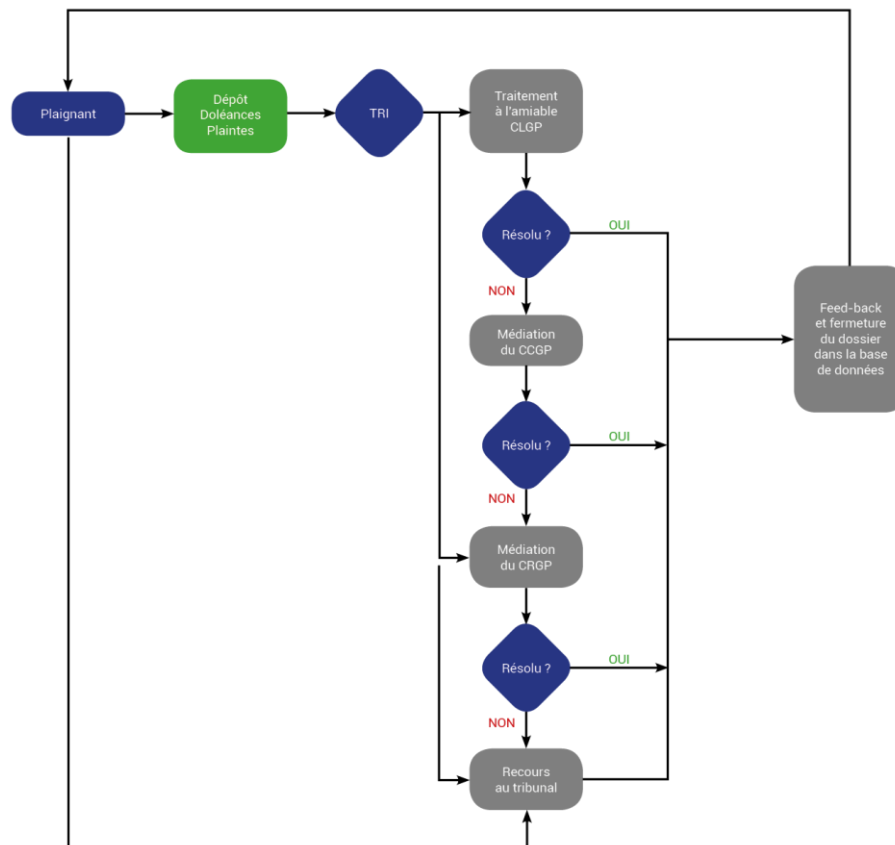 Plaignant
Dépôt
Doléances
Plaintes
TRI
Traitement
à l'amiable
CLGP
Résolu ?
OUI
NON
Médiation
du CCGP
Résolu ?
OUI
NON
Médiation
du CRGP
Résolu ?
OUI
NON
Recours
au tribunal
Feed-back
et fermeture
du dossier
dans la base
de données